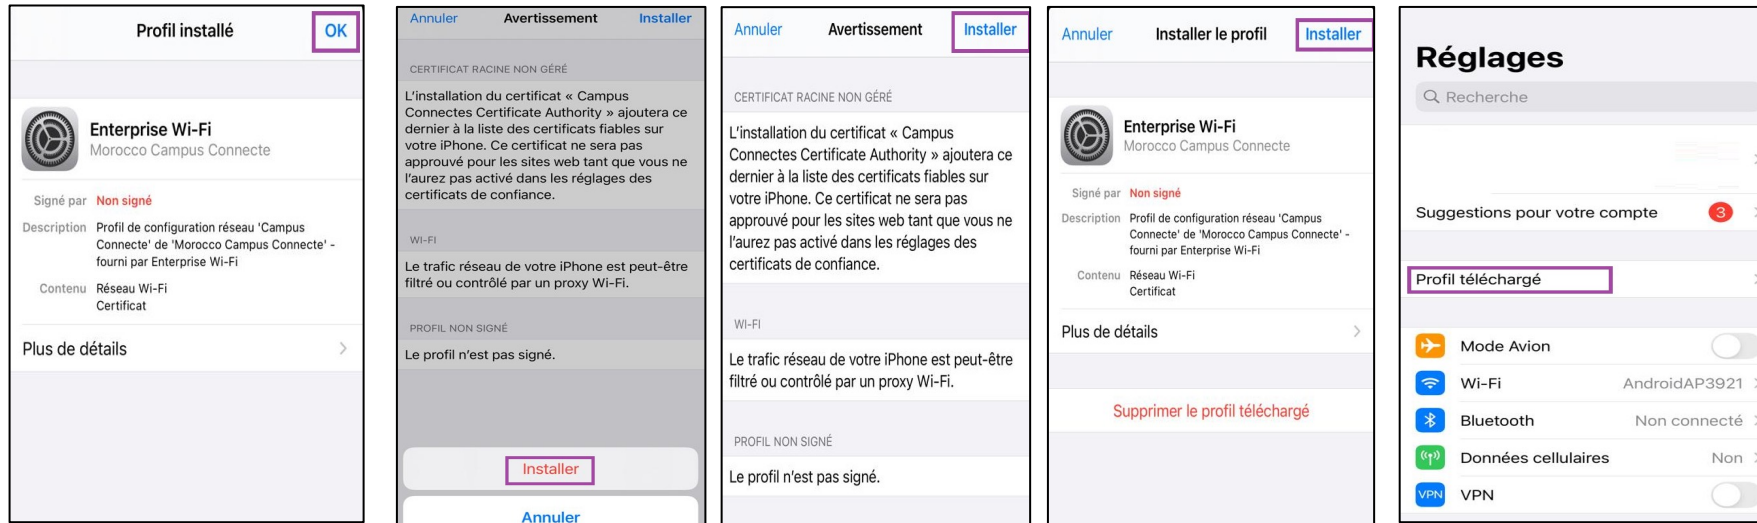 Profil installé
OK
Enterprise Wi-Fi
Morocco Campus Connecte
Signé par Non signé
Description Profil de configuration réseau 'Campus
Connecte' de 'Morocco Campus Connecte' -
fourni par Enterprise Wi-Fi
Contenu Réseau Wi-Fi
Certificat
Plus de détails
Annuler Avertissement Installer
CERTIFICAT RACINE NON GÉRÉ
L'installation du certificat « Campus
Connectes Certificate Authority » ajoutera ce
dernier à la liste des certificats fiables sur
votre iPhone. Ce certificat ne sera pas
approuvé pour les sites web tant que vous ne
l'aurez pas activé dans les réglages des
certificats de confiance.
WI-FI
Le trafic réseau de votre iPhone est peut-être
filtré ou contrôlé par un proxy Wi-Fi.
PROFIL NON SIGNÉ
Le profil n'est pas signé.
Installer
Annuler
Annuler Avertissement Installer
CERTIFICAT RACINE NON GÉRÉ
L'installation du certificat « Campus
Connectes Certificate Authority » ajoutera ce
dernier à la liste des certificats fiables sur
votre iPhone. Ce certificat ne sera pas
approuvé pour les sites web tant que vous ne
l'aurez pas activé dans les réglages des
certificats de confiance.
WI-FI
Le trafic réseau de votre iPhone est peut-être
filtré ou contrôlé par un proxy Wi-Fi.
PROFIL NON SIGNÉ
Le profil n'est pas signé.
Annuler Installer le profil Installer
Enterprise Wi-Fi
Morocco Campus Connecte
Signé par Non signé
Description Profil de configuration réseau 'Campus
Connecte' de 'Morocco Campus Connecte' -
fourni par Enterprise Wi-Fi
Contenu Réseau Wi-Fi
Certificat
Plus de détails
Supprimer le profil téléchargé
Réglages
Recherche
Suggestions pour votre compte 3
Profil téléchargé
Mode Avion
Wi-Fi AndroidAP3921
Bluetooth Non connecté
Données cellulaires Non
VPN VPN